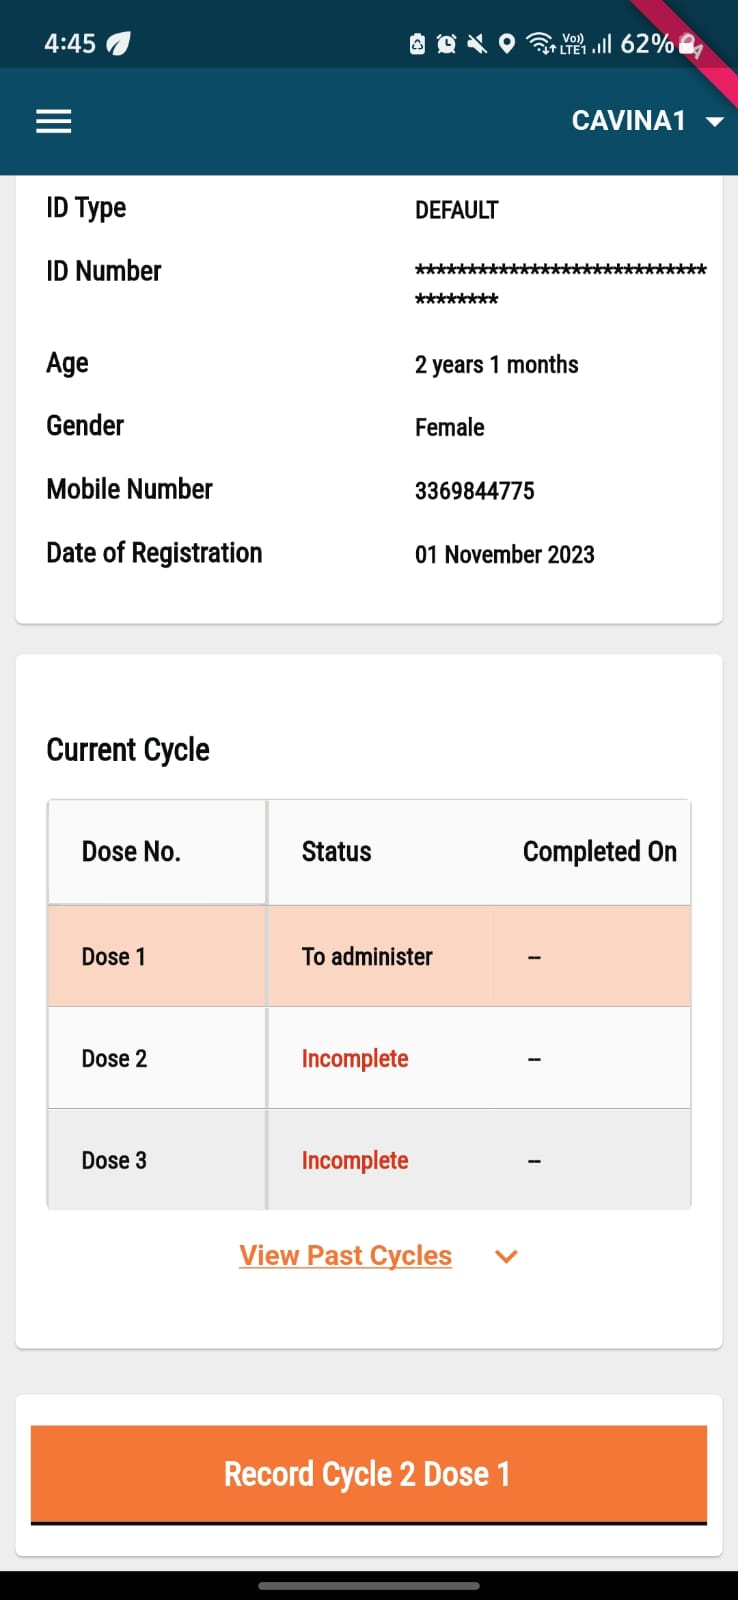 4:45 Vo)) LTE1 62%
CAVINA1
ID Type DEFAULT
ID Number ****************************
********
Age 2 years 1 months
Gender Female
Mobile Number 3369844775
Date of Registration 01 November 2023
Current Cycle
Dose No. Status Completed On
Dose 1 To administer --
Dose 2 Incomplete --
Dose 3 Incomplete --
View Past Cycles
Record Cycle 2 Dose 1